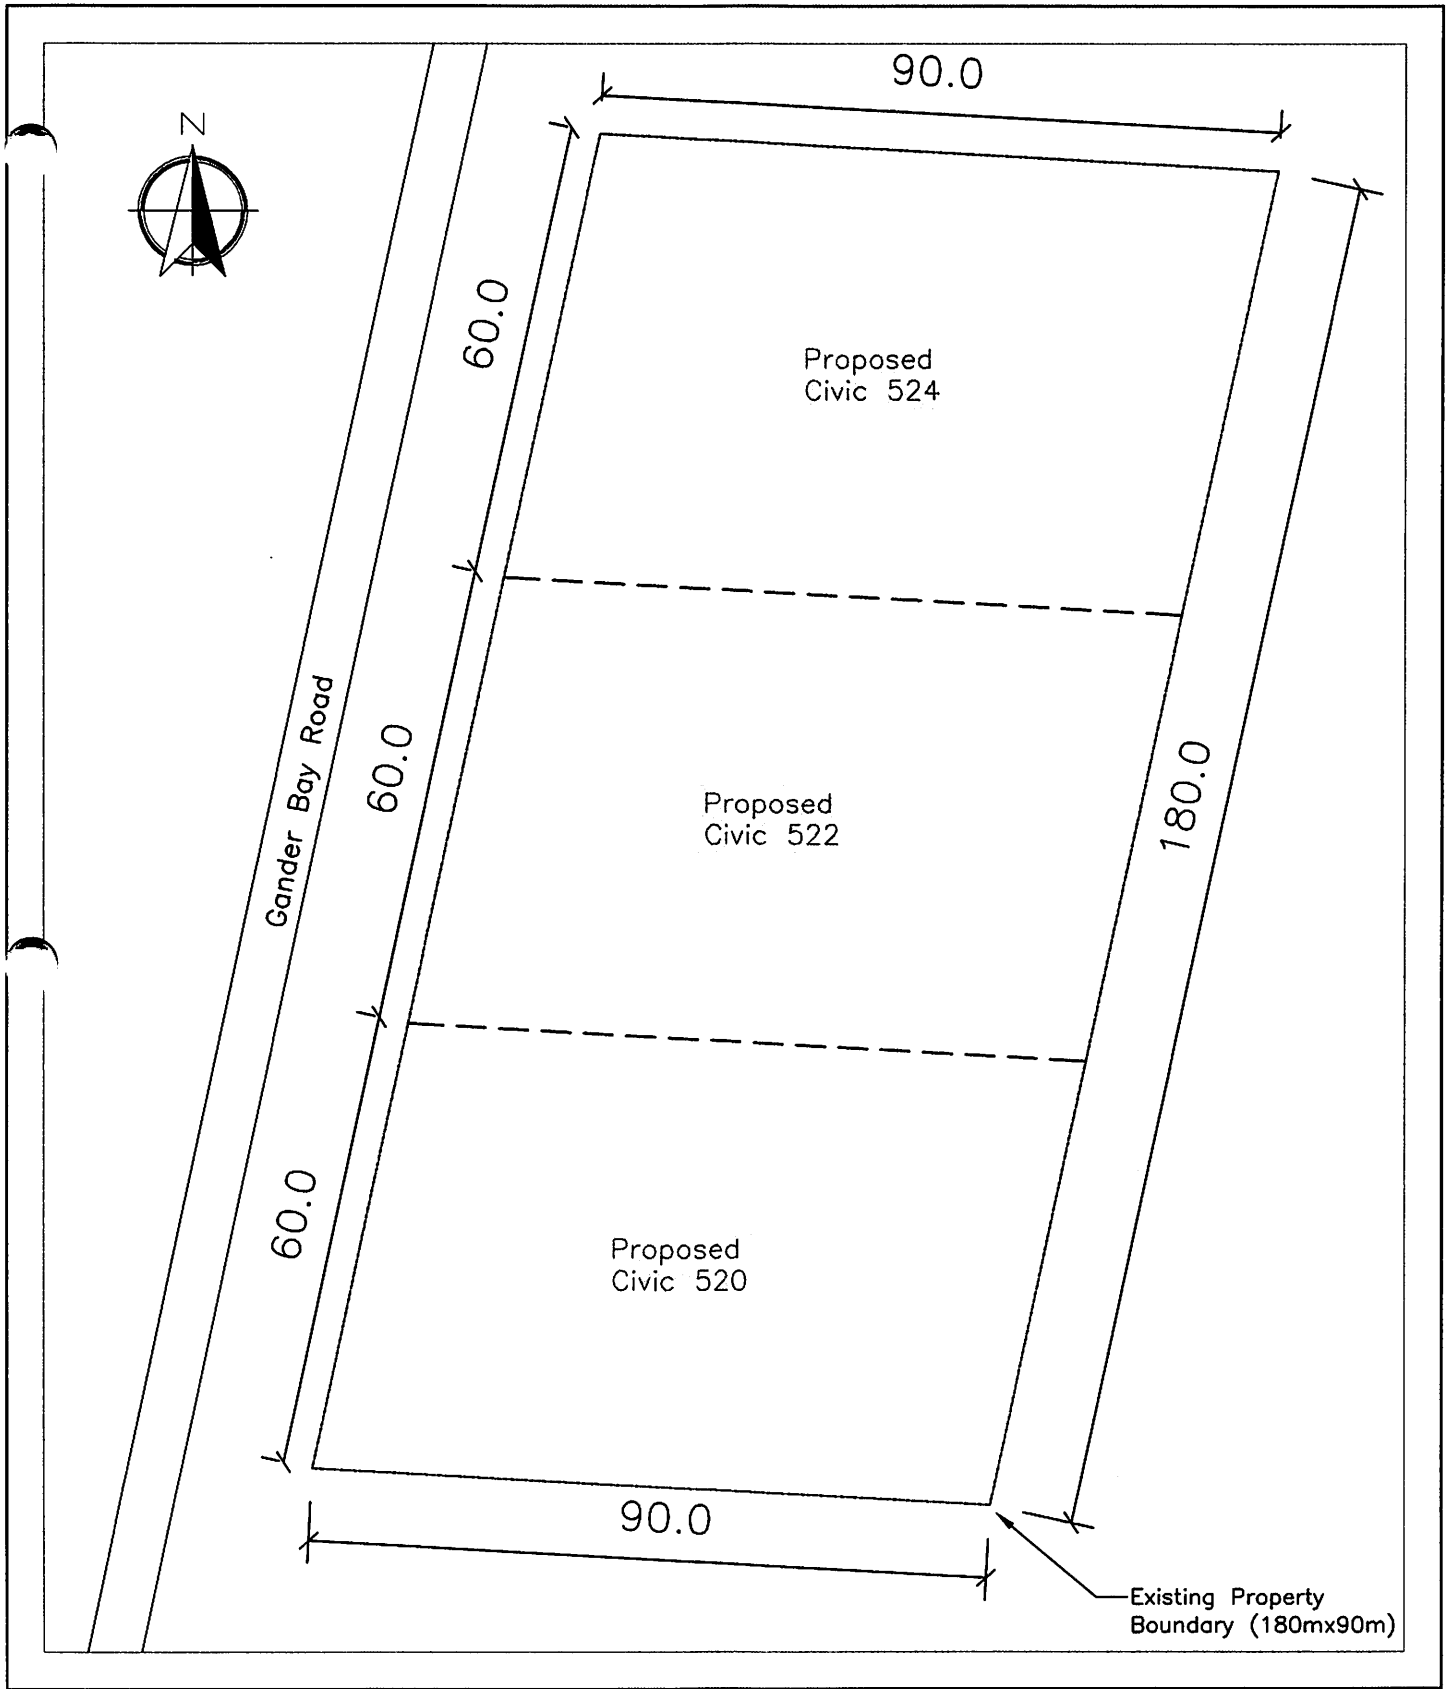 90.0
N
60.0
Proposed
Civic 524
60.0
Gander Bay Road
180.0
Proposed
Civic 522
60.0
Proposed
Civic 520
90.0
Existing Property
Boundary (180mx90m)